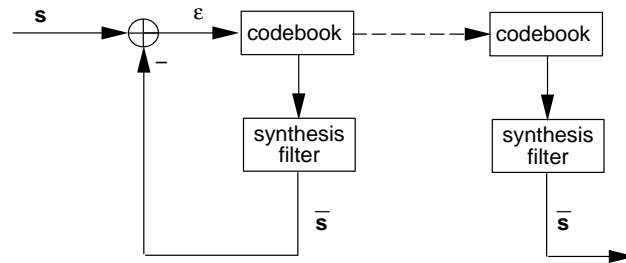 s
ε
codebook
codebook
−
synthesis
filter
synthesis
filter
s̅
s̅